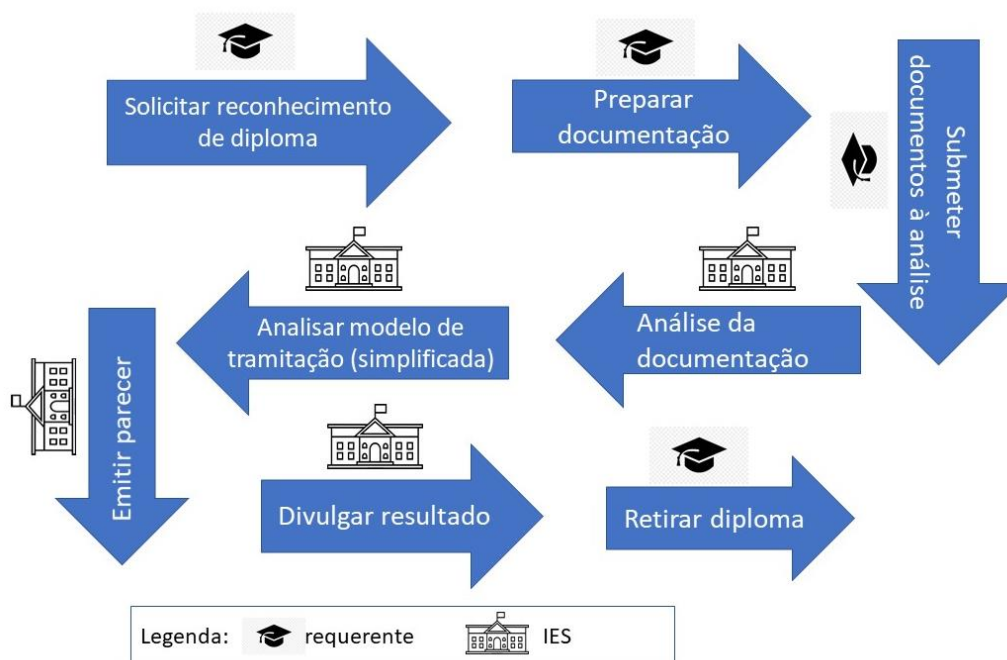 Solicitar reconhecimento
de diploma
Preparar
documentação
Submeter
documentos à análise
Análise da
documentação
Analisar modelo de
tramitação (simplificada)
Emitir parecer
Divulgar resultado
Retirar diploma
Legenda: requerente IES